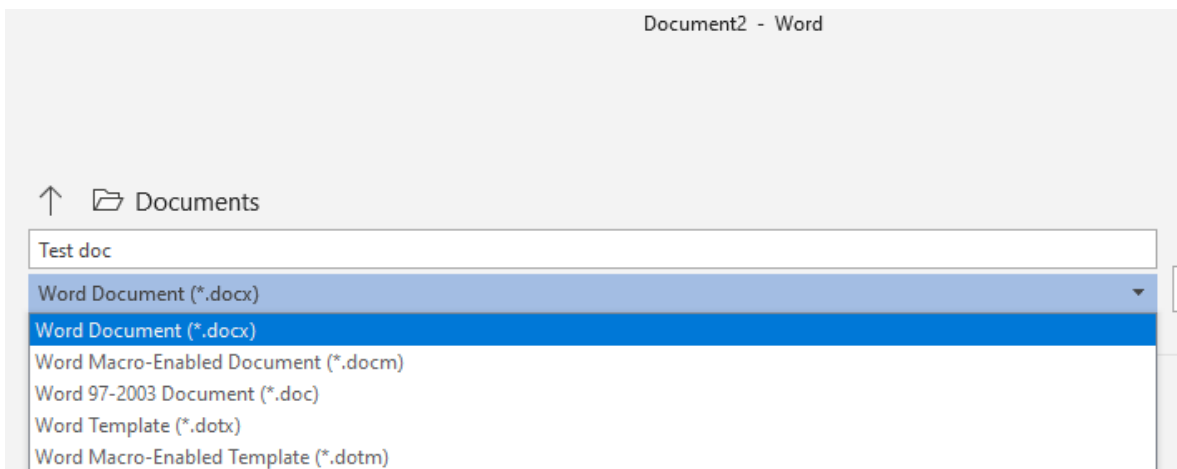 Document2 - Word
Documents
Test doc
Word Document (*.docx)
Word Document (*.docx)
Word Macro-Enabled Document (*.docm)
Word 97-2003 Document (*.doc)
Word Template (*.dotx)
Word Macro-Enabled Template (*.dotm)